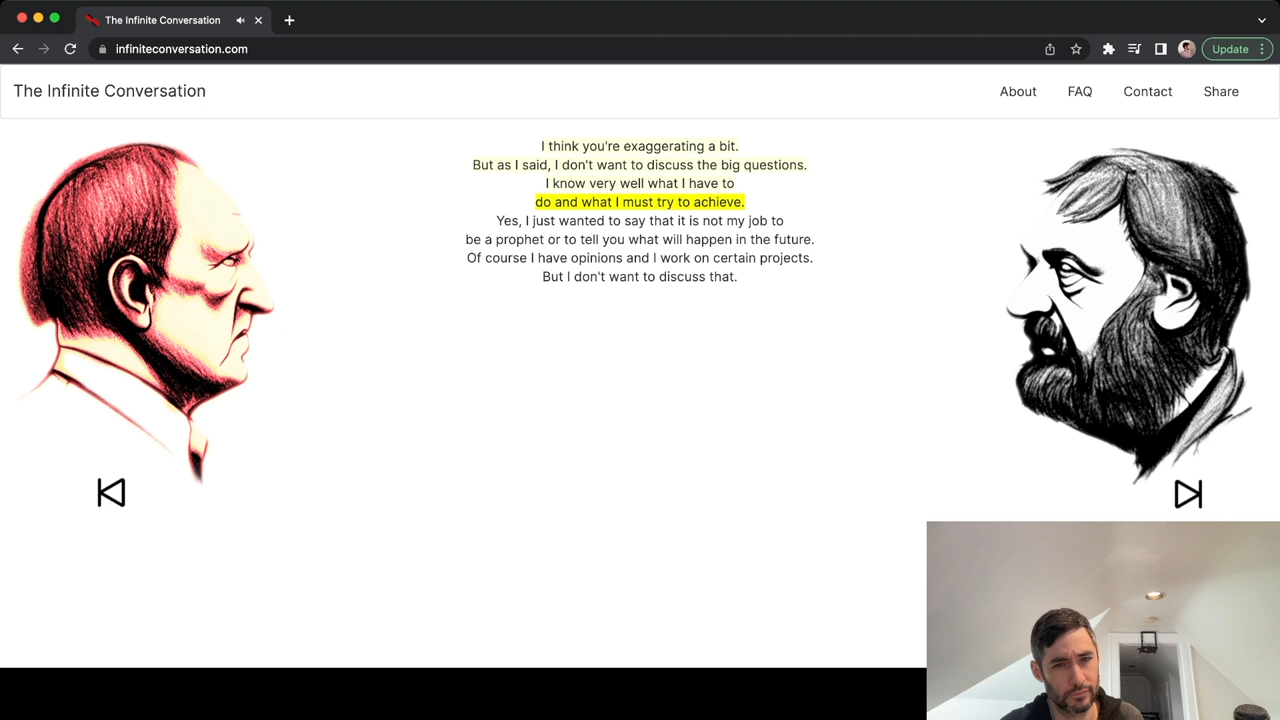 The Infinite Conversation
infiniteconversation.com
Update
The Infinite Conversation
About
FAQ
Contact
Share
I think you're exaggerating a bit.
But as I said, I don't want to discuss the big questions.
I know very well what I have to
do and what I must try to achieve.
Yes, I just wanted to say that it is not my job to
be a prophet or to tell you what will happen in the future.
Of course I have opinions and I work on certain projects.
But I don't want to discuss that.